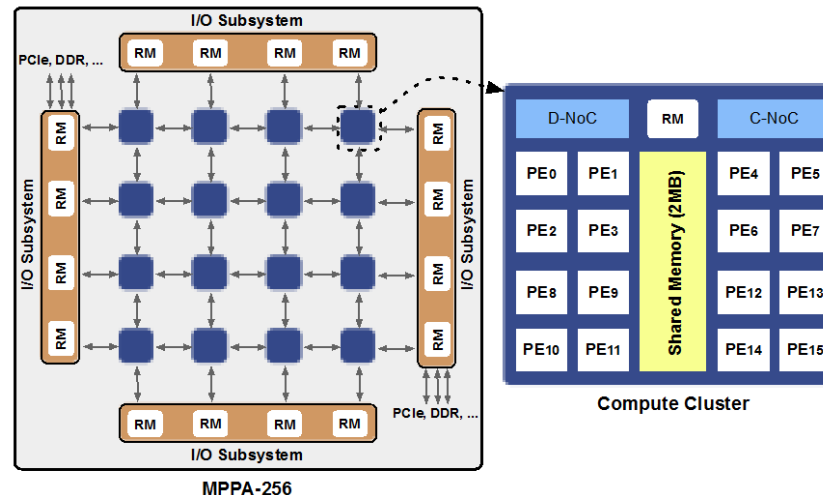 I/O Subsystem
RM RM RM RM
PCIe, DDR, ...
RM
RM
RM
RM
I/O Subsystem
RM
RM
RM
RM
I/O Subsystem
PCIe, DDR, ...
RM RM RM RM
I/O Subsystem
MPPA-256
D-NoC RM C-NoC
PE0 PE1 PE4 PE5
PE2 PE3 PE6 PE7
PE8 PE9 PE12 PE13
PE10 PE11 PE14 PE15
Shared Memory (2MB)
Compute Cluster